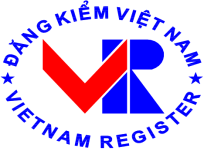 ĐĂNG KIỂM VIỆT NAM
VR
VIETNAM REGISTER